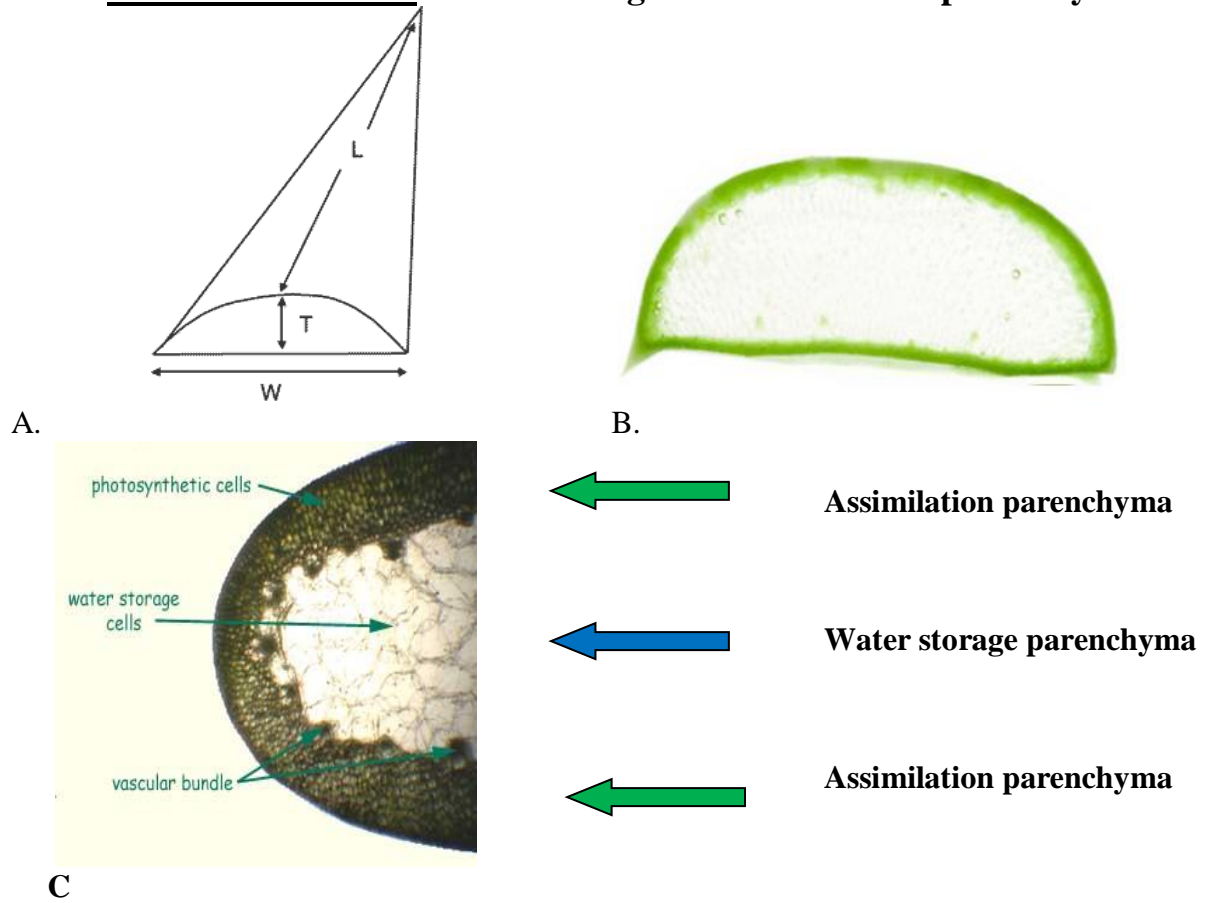 L
T
W
A.
B.
photosynthetic cells
Assimilation parenchyma
water storage
cells
Water storage parenchyma
vascular bundle
Assimilation parenchyma
C